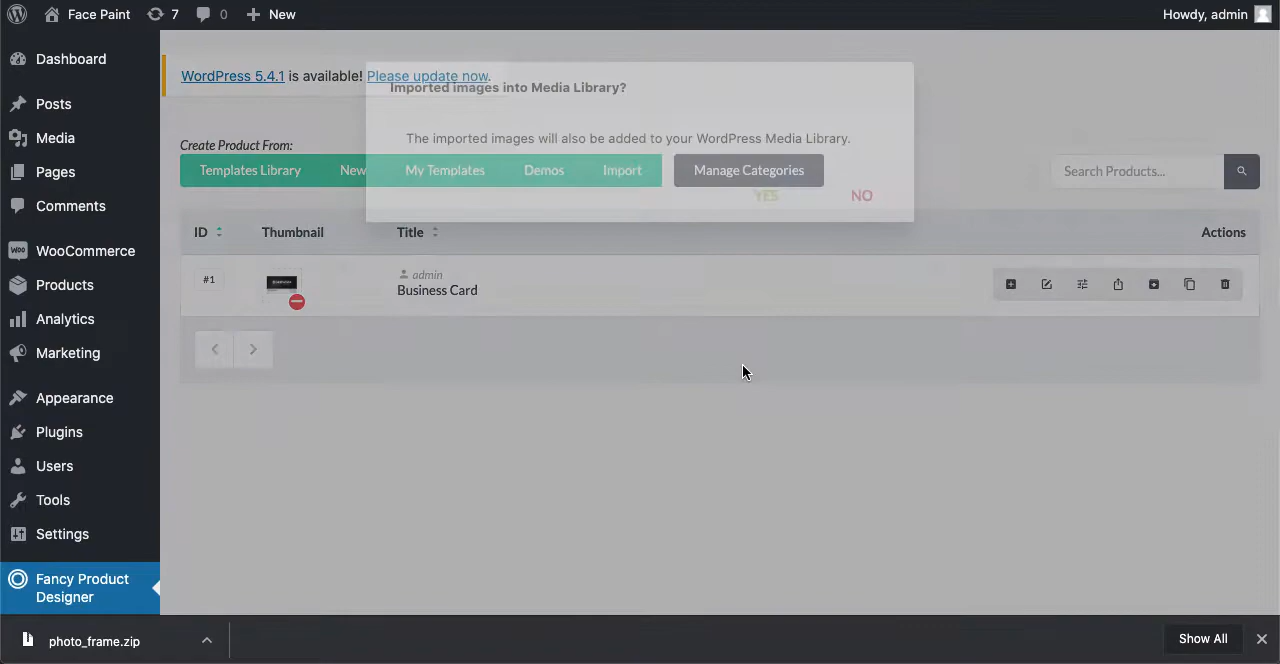 Face Paint
7
0
New
Howdy, admin
Dashboard
Posts
Media
Pages
Comments
WOO
WooCommerce
Products
Analytics
Marketing
Appearance
Plugins
Users
Tools
Settings
Fancy Product
Designer
WordPress 5.4.1 is available! Please update now.
Imported images into Media Library?
The imported images will also be added to your WordPress Media Library.
YES
NO
Create Product From:
Templates Library
New
My Templates
Demos
Import
Manage Categories
Search Products...
ID
Thumbnail
Title
Actions
#1
admin
Business Card
photo_frame.zip
Show All